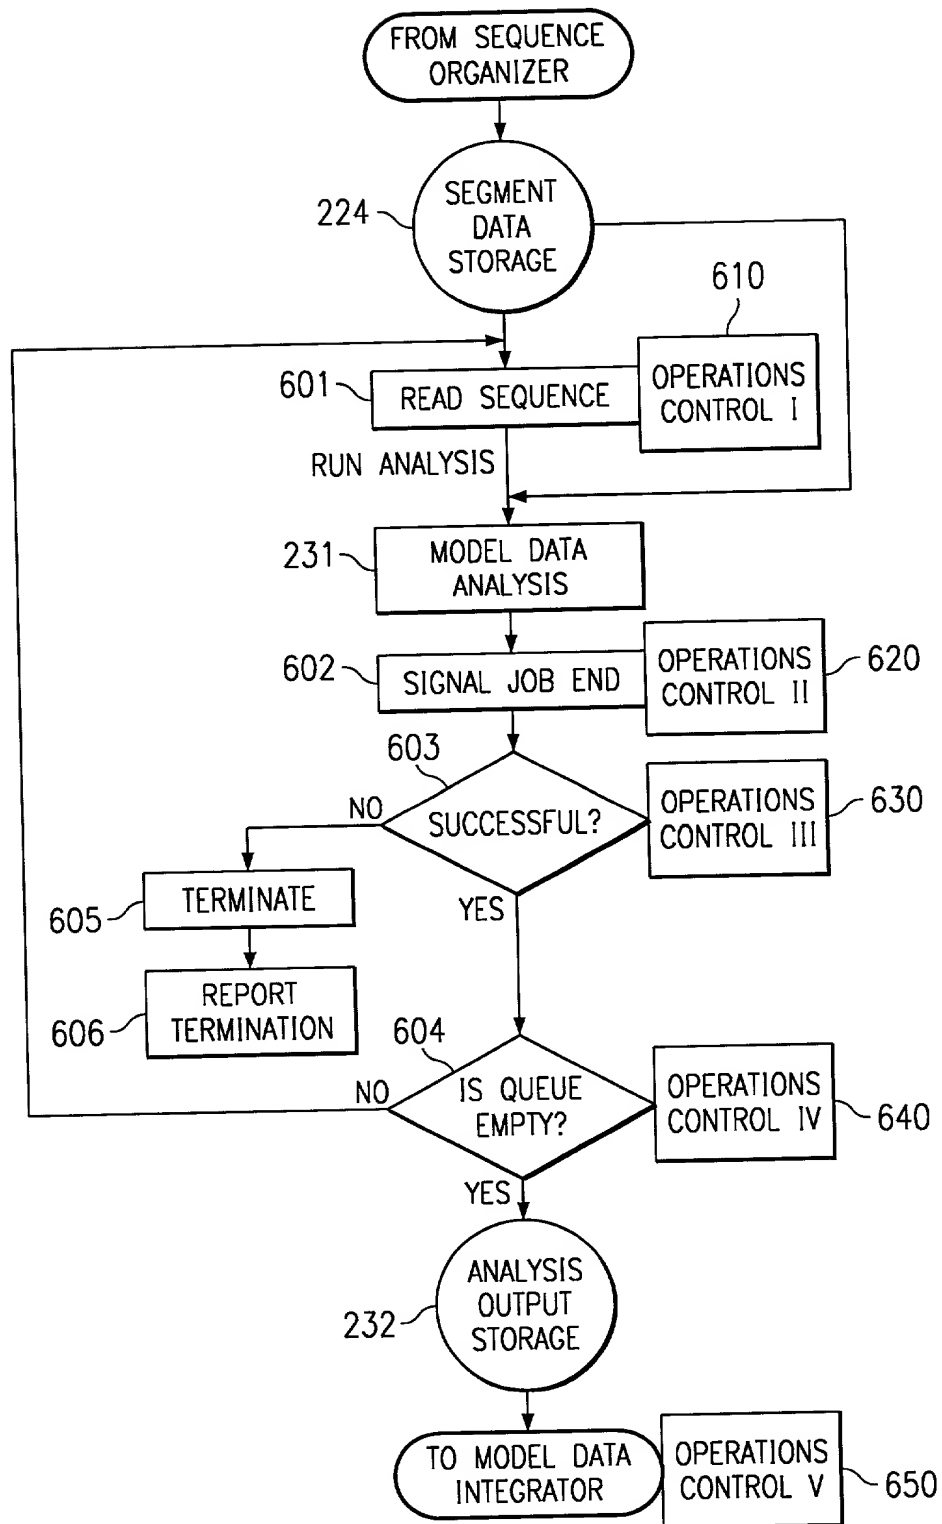 FROM SEQUENCE
ORGANIZER
224
SEGMENT
DATA
STORAGE
610
601
READ SEQUENCE
OPERATIONS
CONTROL I
RUN ANALYSIS
231
MODEL DATA
ANALYSIS
602
SIGNAL JOB END
OPERATIONS
CONTROL II
620
603
NO
SUCCESSFUL?
OPERATIONS
CONTROL III
630
YES
605
TERMINATE
606
REPORT
TERMINATION
604
NO
IS QUEUE
EMPTY?
OPERATIONS
CONTROL IV
640
YES
232
ANALYSIS
OUTPUT
STORAGE
TO MODEL DATA
INTEGRATOR
OPERATIONS
CONTROL V
650